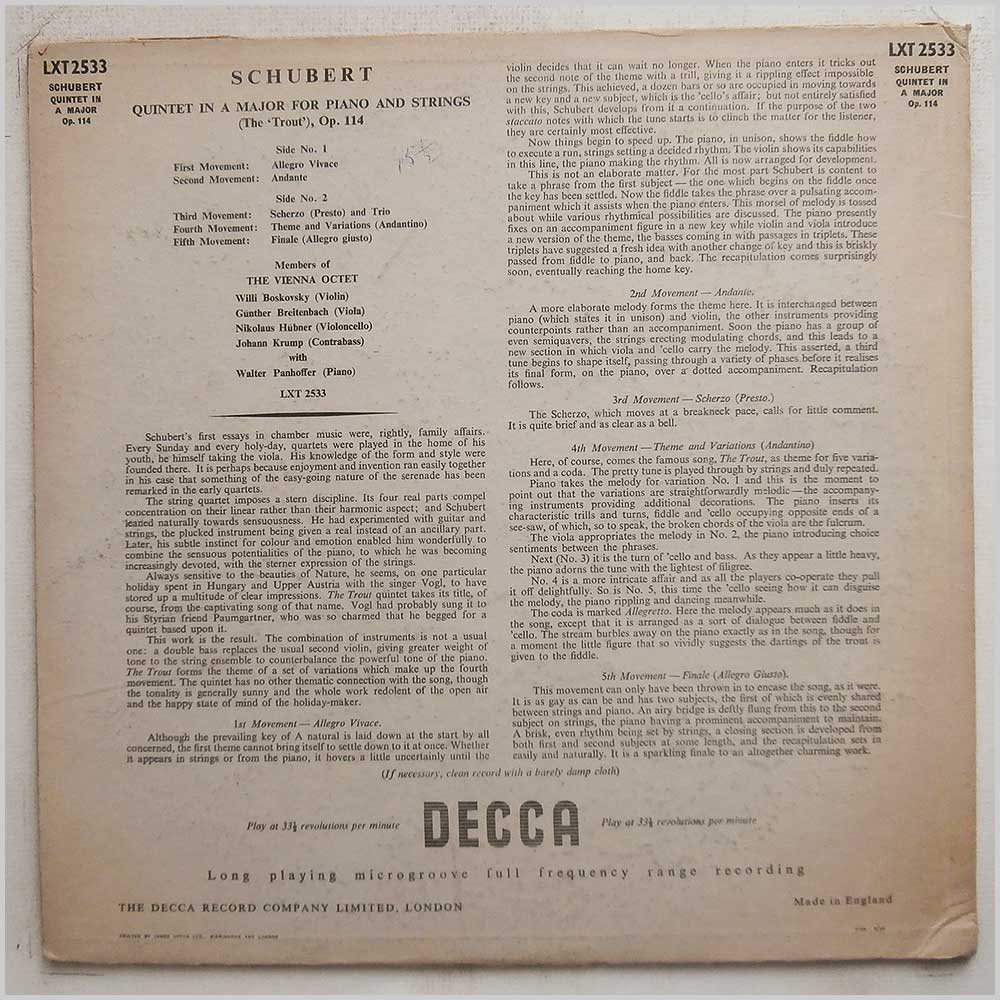 LXT 2533
SCHUBERT
QUINTET IN
A MAJOR
Op. 114
LXT 2533
SCHUBERT
QUINTET IN
A MAJOR
Op. 114
SCHUBERT
QUINTET IN A MAJOR FOR PIANO AND STRINGS
(The ‘Trout’), Op. 114
Side No. 1
First Movement: Allegro Vivace
Second Movement: Andante
Side No. 2
Third Movement: Scherzo (Presto) and Trio
Fourth Movement: Theme and Variations (Andantino)
Fifth Movement: Finale (Allegro giusto)
Members of
THE VIENNA OCTET
Willi Boskovsky (Violin)
Günther Breitenbach (Viola)
Nikolaus Hübner (Violoncello)
Johann Krump (Contrabass)
with
Walter Panhoffer (Piano)
LXT 2533
Schubert's first essays in chamber music were, rightly, family affairs.
Every Sunday and every holy-day, quartets were played in the home of his
youth, he himself taking the viola. His knowledge of the form and style were
founded there. It is perhaps because enjoyment and invention ran easily together
in his case that something of the easy-going nature of the serenade has been
remarked in the early quartets.
The string quartet imposes a stern discipline. Its four real parts compel
concentration on their linear rather than their harmonic aspect; and Schubert
leaned naturally towards sensuousness. He had experimented with guitar and
strings, the plucked instrument being given a real instead of an ancillary part.
Later, his subtle instinct for colour and emotion enabled him wonderfully to
combine the sensuous potentialities of the piano, to which he was becoming
increasingly devoted, with the sterner expression of the strings.
Always sensitive to the beauties of Nature, he seems, on one particular
holiday spent in Hungary and Upper Austria with the singer Vogl, to have
stored up a multitude of clear impressions. The Trout quintet takes its title, of
course, from the captivating song of that name. Vogl had probably sung it to
his Styrian friend Paumgartner, who was so charmed that he begged for a
quintet based upon it.
This work is the result. The combination of instruments is not a usual
one: a double bass replaces the usual second violin, giving greater weight of
tone to the string ensemble to counterbalance the powerful tone of the piano.
The Trout forms the theme of a set of variations which make up the fourth
movement. The quintet has no other thematic connection with the song, though
the tonality is generally sunny and the whole work redolent of the open air
and the happy state of mind of the holiday-maker.
1st Movement — Allegro Vivace.
Although the prevailing key of A natural is laid down at the start by all
concerned, the first theme cannot bring itself to settle down to it at once. Whether
it appears in strings or from the piano, it hovers a little uncertainly until the
violin decides that it can wait no longer. When the piano enters it tricks out
the second note of the theme with a trill, giving it a rippling effect impossible
on the strings. This achieved, a dozen bars or so are occupied in moving towards
a new key and a new subject, which is the 'cello's affair; but not entirely satisfied
with this, Schubert develops from it a continuation. If the purpose of the two
staccato notes with which the tune starts is to clinch the matter for the listener,
they are certainly most effective.
Now things begin to speed up. The piano, in unison, shows the fiddle how
to execute a run, strings setting a decided rhythm. The violin shows its capabilities
in this line, the piano making the rhythm. All is now arranged for development.
This is not an elaborate matter. For the most part Schubert is content to
take a phrase from the first subject — the one which begins on the fiddle once
the key has been settled. Now the fiddle takes the phrase over a pulsating accom-
paniment which it assists when the piano enters. This morsel of melody is tossed
about while various rhythmical possibilities are discussed. The piano presently
fixes on an accompaniment figure in a new key while violin and viola introduce
a new version of the theme, the basses coming in with passages in triplets. These
triplets have suggested a fresh idea with another change of key and this is briskly
passed from fiddle to piano, and back. The recapitulation comes surprisingly
soon, eventually reaching the home key.
2nd Movement — Andante.
A more elaborate melody forms the theme here. It is interchanged between
piano (which states it in unison) and violin, the other instruments providing
counterpoints rather than an accompaniment. Soon the piano has a group of
even semiquavers, the strings erecting modulating chords, and this leads to a
new section in which viola and 'cello carry the melody. This asserted, a third
tune begins to shape itself, passing through a variety of phases before it realises
its final form, on the piano, over a dotted accompaniment. Recapitulation
follows.
3rd Movement — Scherzo (Presto.)
The Scherzo, which moves at a breakneck pace, calls for little comment.
It is quite brief and as clear as a bell.
4th Movement — Theme and Variations (Andantino)
Here, of course, comes the famous song, The Trout, as theme for five varia-
tions and a coda. The pretty tune is played through by strings and duly repeated.
Piano takes the melody for variation No. 1 and this is the moment to
point out that the variations are straightforwardly melodic — the accompany-
ing instruments providing additional decorations. The piano inserts its
characteristic trills and turns, fiddle and 'cello occupying opposite ends of a
see-saw, of which, so to speak, the broken chords of the viola are the fulcrum.
The viola appropriates the melody in No. 2, the piano introducing choice
sentiments between the phrases.
Next (No. 3) it is the turn of 'cello and bass. As they appear a little heavy,
the piano adorns the tune with the lightest of filigree.
No. 4 is a more intricate affair and as all the players co-operate they pull
it off delightfully. So is No. 5, this time the 'cello seeing how it can disguise
the melody, the piano rippling and dancing meanwhile.
The coda is marked Allegretto. Here the melody appears much as it does in
the song, except that it is arranged as a sort of dialogue between fiddle and
'cello. The stream burbles away on the piano exactly as in the song, though for
a moment the little figure that so vividly suggests the dartings of the trout is
given to the fiddle.
5th Movement — Finale (Allegro Giusto).
This movement can only have been thrown in to encase the song, as it were.
It is as gay as can be and has two subjects, the first of which is evenly shared
between strings and piano. An airy bridge is deftly flung from this to the second
subject on strings, the piano having a prominent accompaniment to maintain.
A brisk, even rhythm being set by strings, a closing section is developed from
both first and second subjects at some length, and the recapitulation sets in
easily and naturally. It is a sparkling finale to an altogether charming work.
(If necessary, clean record with a barely damp cloth)
Play at 33⅓ revolutions per minute
DECCA
Play at 33⅓ revolutions per minute
Long playing microgroove full frequency range recording
THE DECCA RECORD COMPANY LIMITED, LONDON
Made in England